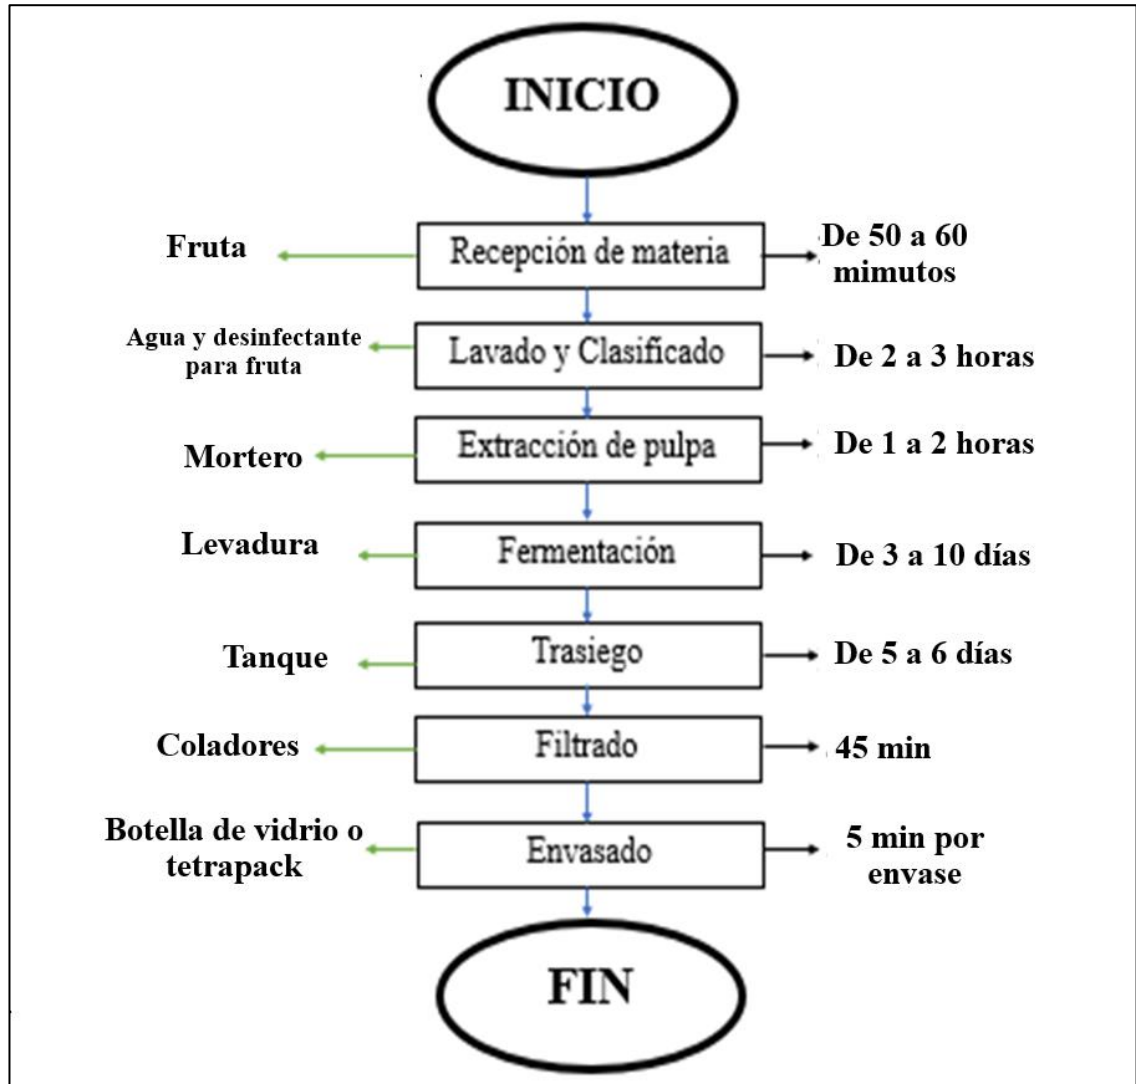 INICIO
Fruta
Recepción de materia
De 50 a 60
mimutos
Agua y desinfectante
para fruta
Lavado y Clasificado
De 2 a 3 horas
Mortero
Extracción de pulpa
De 1 a 2 horas
Levadura
Fermentación
De 3 a 10 días
Tanque
Trasiego
De 5 a 6 días
Coladores
Filtrado
45 min
Botella de vidrio o
tetrapack
Envasado
5 min por
envase
FIN